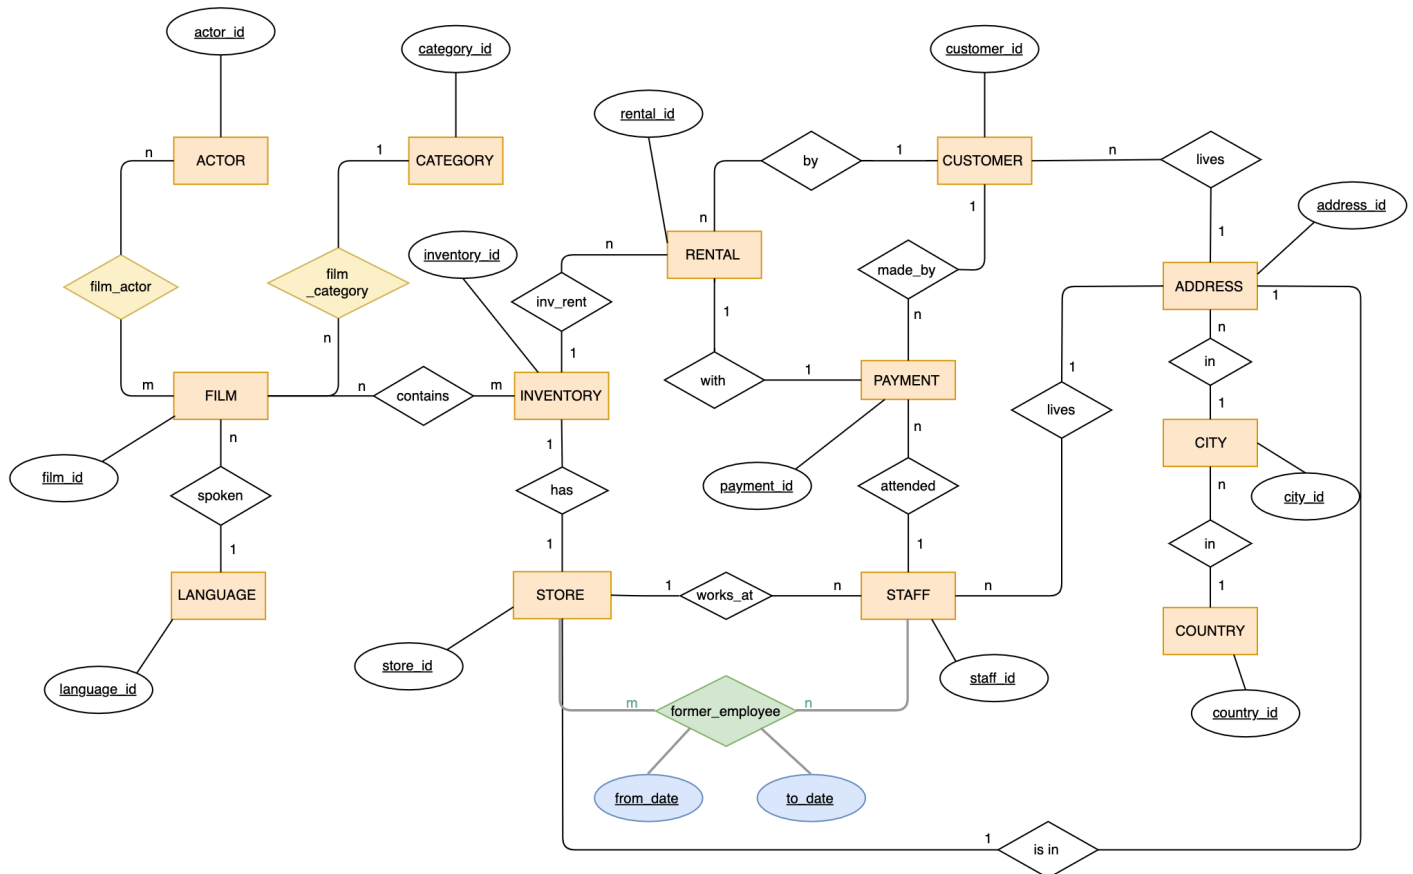 actor_id
category_id
customer_id
rental_id
n
ACTOR
1
CATEGORY
by
1
CUSTOMER
n
lives
address_id
n
1
1
inventory_id
n
RENTAL
made_by
ADDRESS
1
film_actor
film
_category
inv_rent
1
n
n
n
1
in
1
m
FILM
n
contains
m
INVENTORY
with
1
PAYMENT
1
lives
1
n
1
n
CITY
film_id
spoken
has
payment_id
attended
n
city_id
1
1
1
in
LANGUAGE
STORE
1
works_at
n
STAFF
n
1
COUNTRY
language_id
store_id
staff_id
m
former_employee
n
country_id
from_date
to_date
1
is in